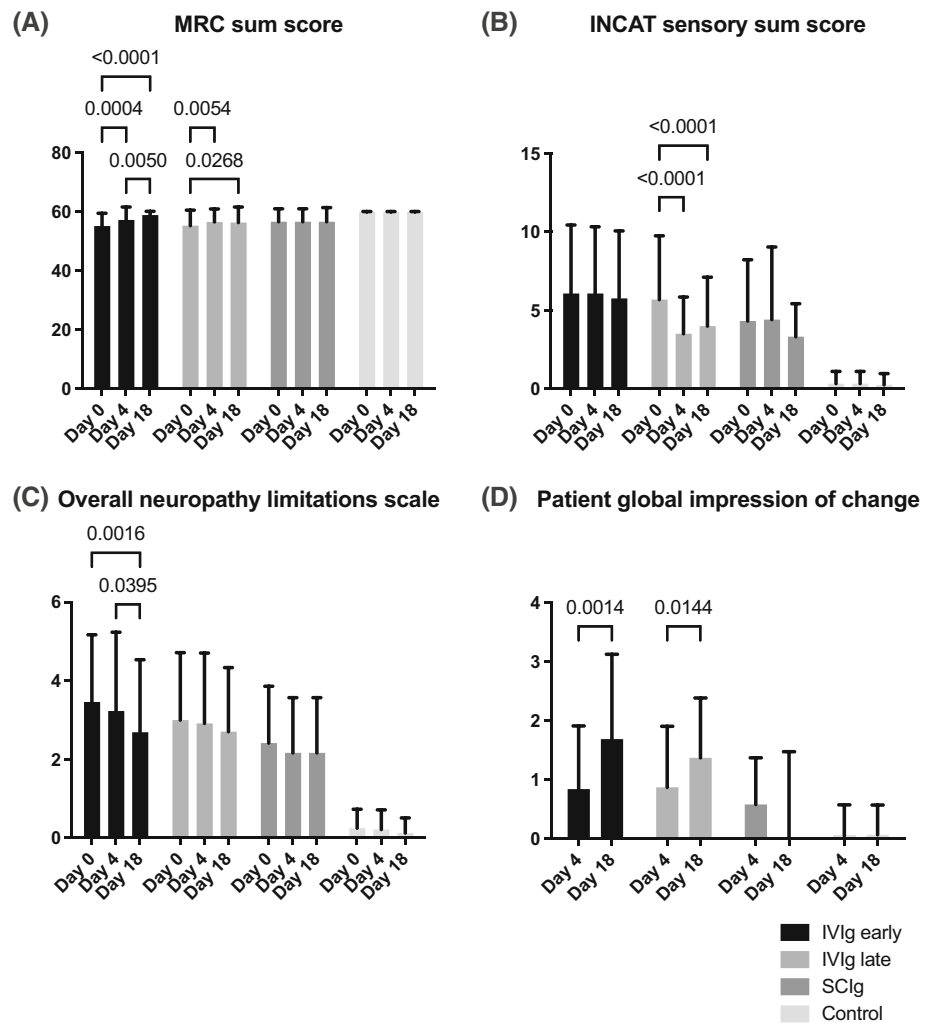 (A) MRC sum score
<0.0001
0.0004 0.0054
0.0050 0.0268
80
60
40
20
0
Day 0 Day 4 Day 18 Day 0 Day 4 Day 18 Day 0 Day 4 Day 18 Day 0 Day 4 Day 18
(B) INCAT sensory sum score
<0.0001
<0.0001
15
10
5
0
Day 0 Day 4 Day 18 Day 0 Day 4 Day 18 Day 0 Day 4 Day 18 Day 0 Day 4 Day 18
(C) Overall neuropathy limitations scale
0.0016
0.0395
6
4
2
0
Day 0 Day 4 Day 18 Day 0 Day 4 Day 18 Day 0 Day 4 Day 18 Day 0 Day 4 Day 18
(D) Patient global impression of change
0.0014 0.0144
4
3
2
1
0
Day 4 Day 18 Day 4 Day 18 Day 4 Day 18 Day 4 Day 18
IVIg early
IVIg late
SCIg
Control